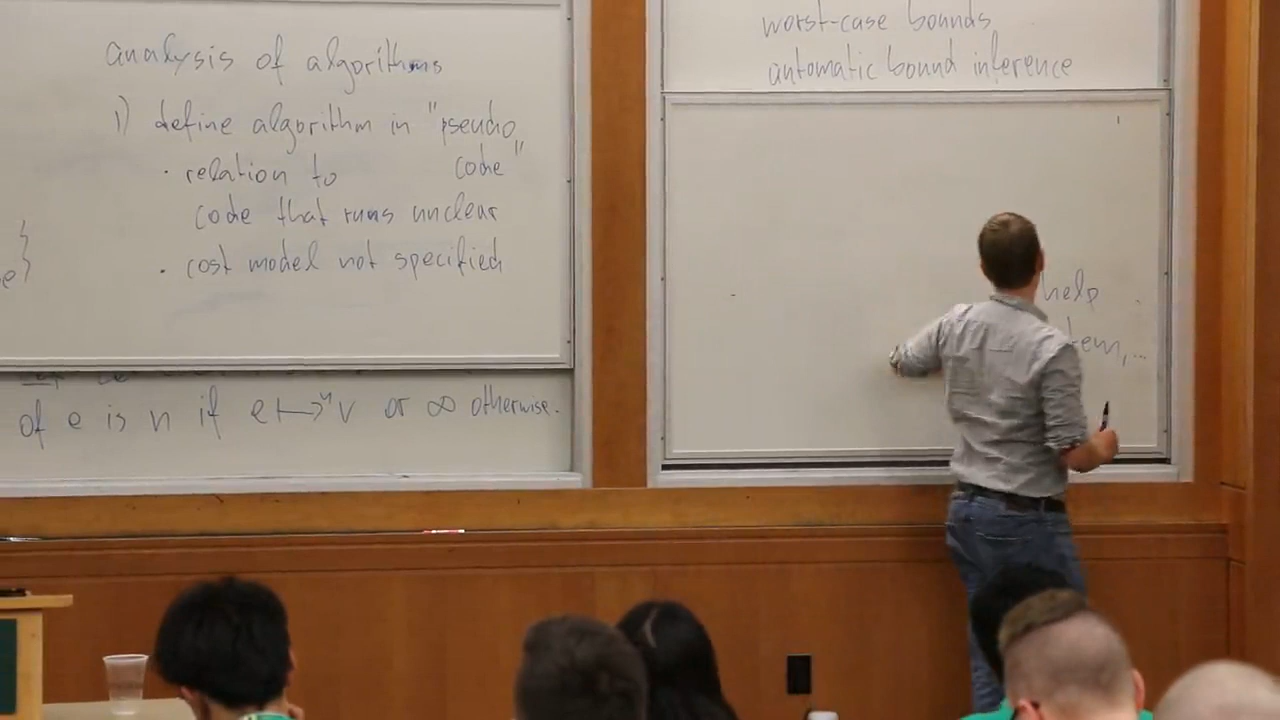 analysis of algorithms
1) define algorithm in "pseudo
code"
· relation to
code that runs unclear
· cost model not specified
e}
of e is n if e ↦ⁿ v or ∞ otherwise.
worst-case bounds
automatic bound inference
help
tem,...